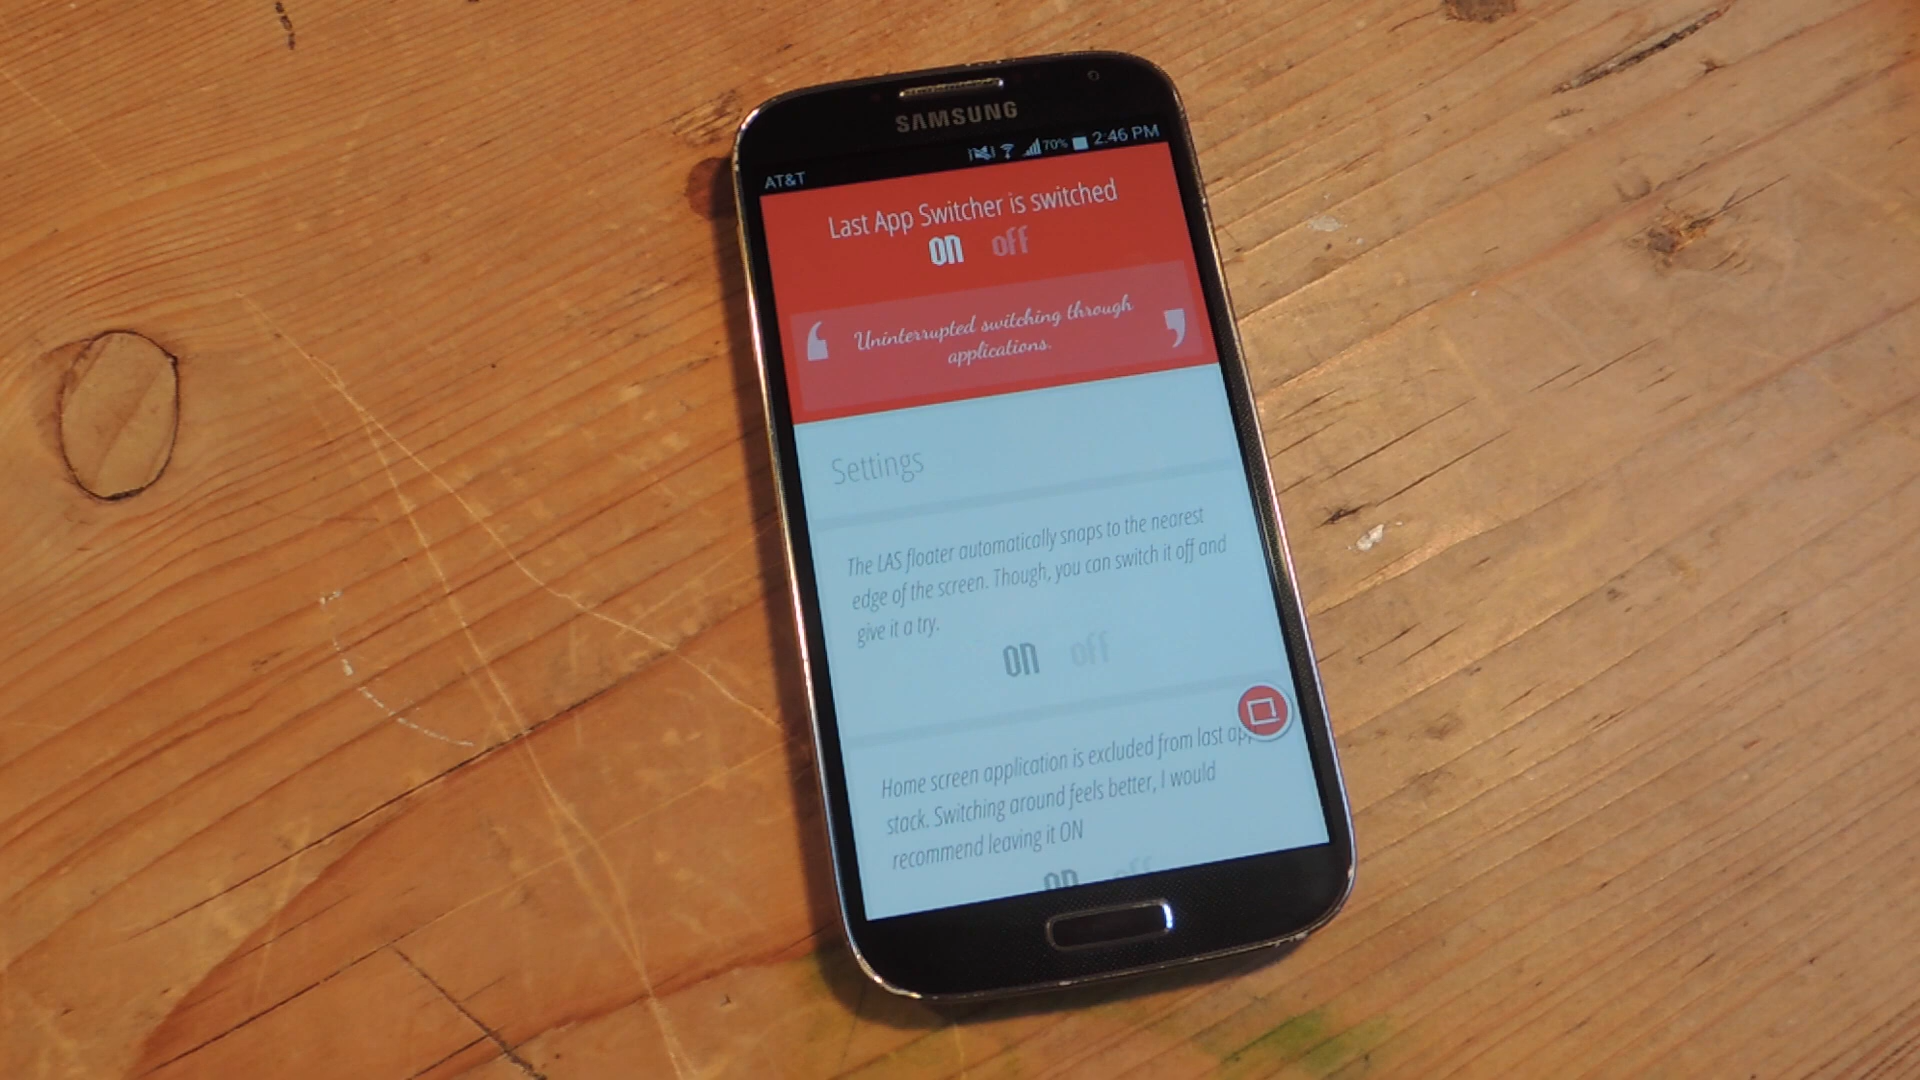 SAMSUNG
AT&T 70% 2:46 PM
Last App Switcher is switched
on off
Uninterrupted switching through
applications.
Settings
The LAS floater automatically snaps to the nearest
edge of the screen. Though, you can switch it off and
give it a try.
on off
Home screen application is excluded from last app
stack. Switching around feels better, I would
recommend leaving it ON
on off